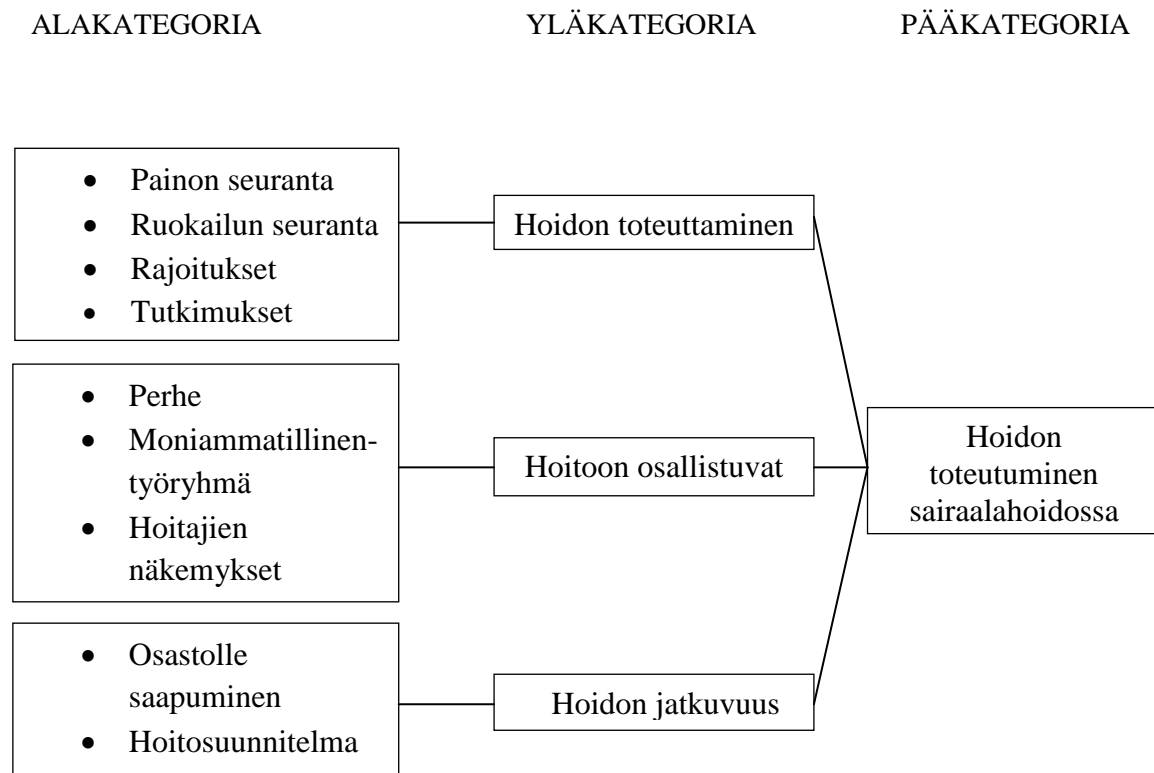 ALAKATEGORIA YLÄKATEGORIA PÄÄKATEGORIA
• Painon seuranta
• Ruokailun seuranta
• Rajoitukset
• Tutkimukset
Hoidon toteuttaminen
• Perhe
• Moniammatillinen-
työryhmä
• Hoitajien
näkemykset
Hoitoon osallistuvat
Hoidon
toteutuminen
sairaalahoidossa
• Osastolle
saapuminen
• Hoitosuunnitelma
Hoidon jatkuvuus